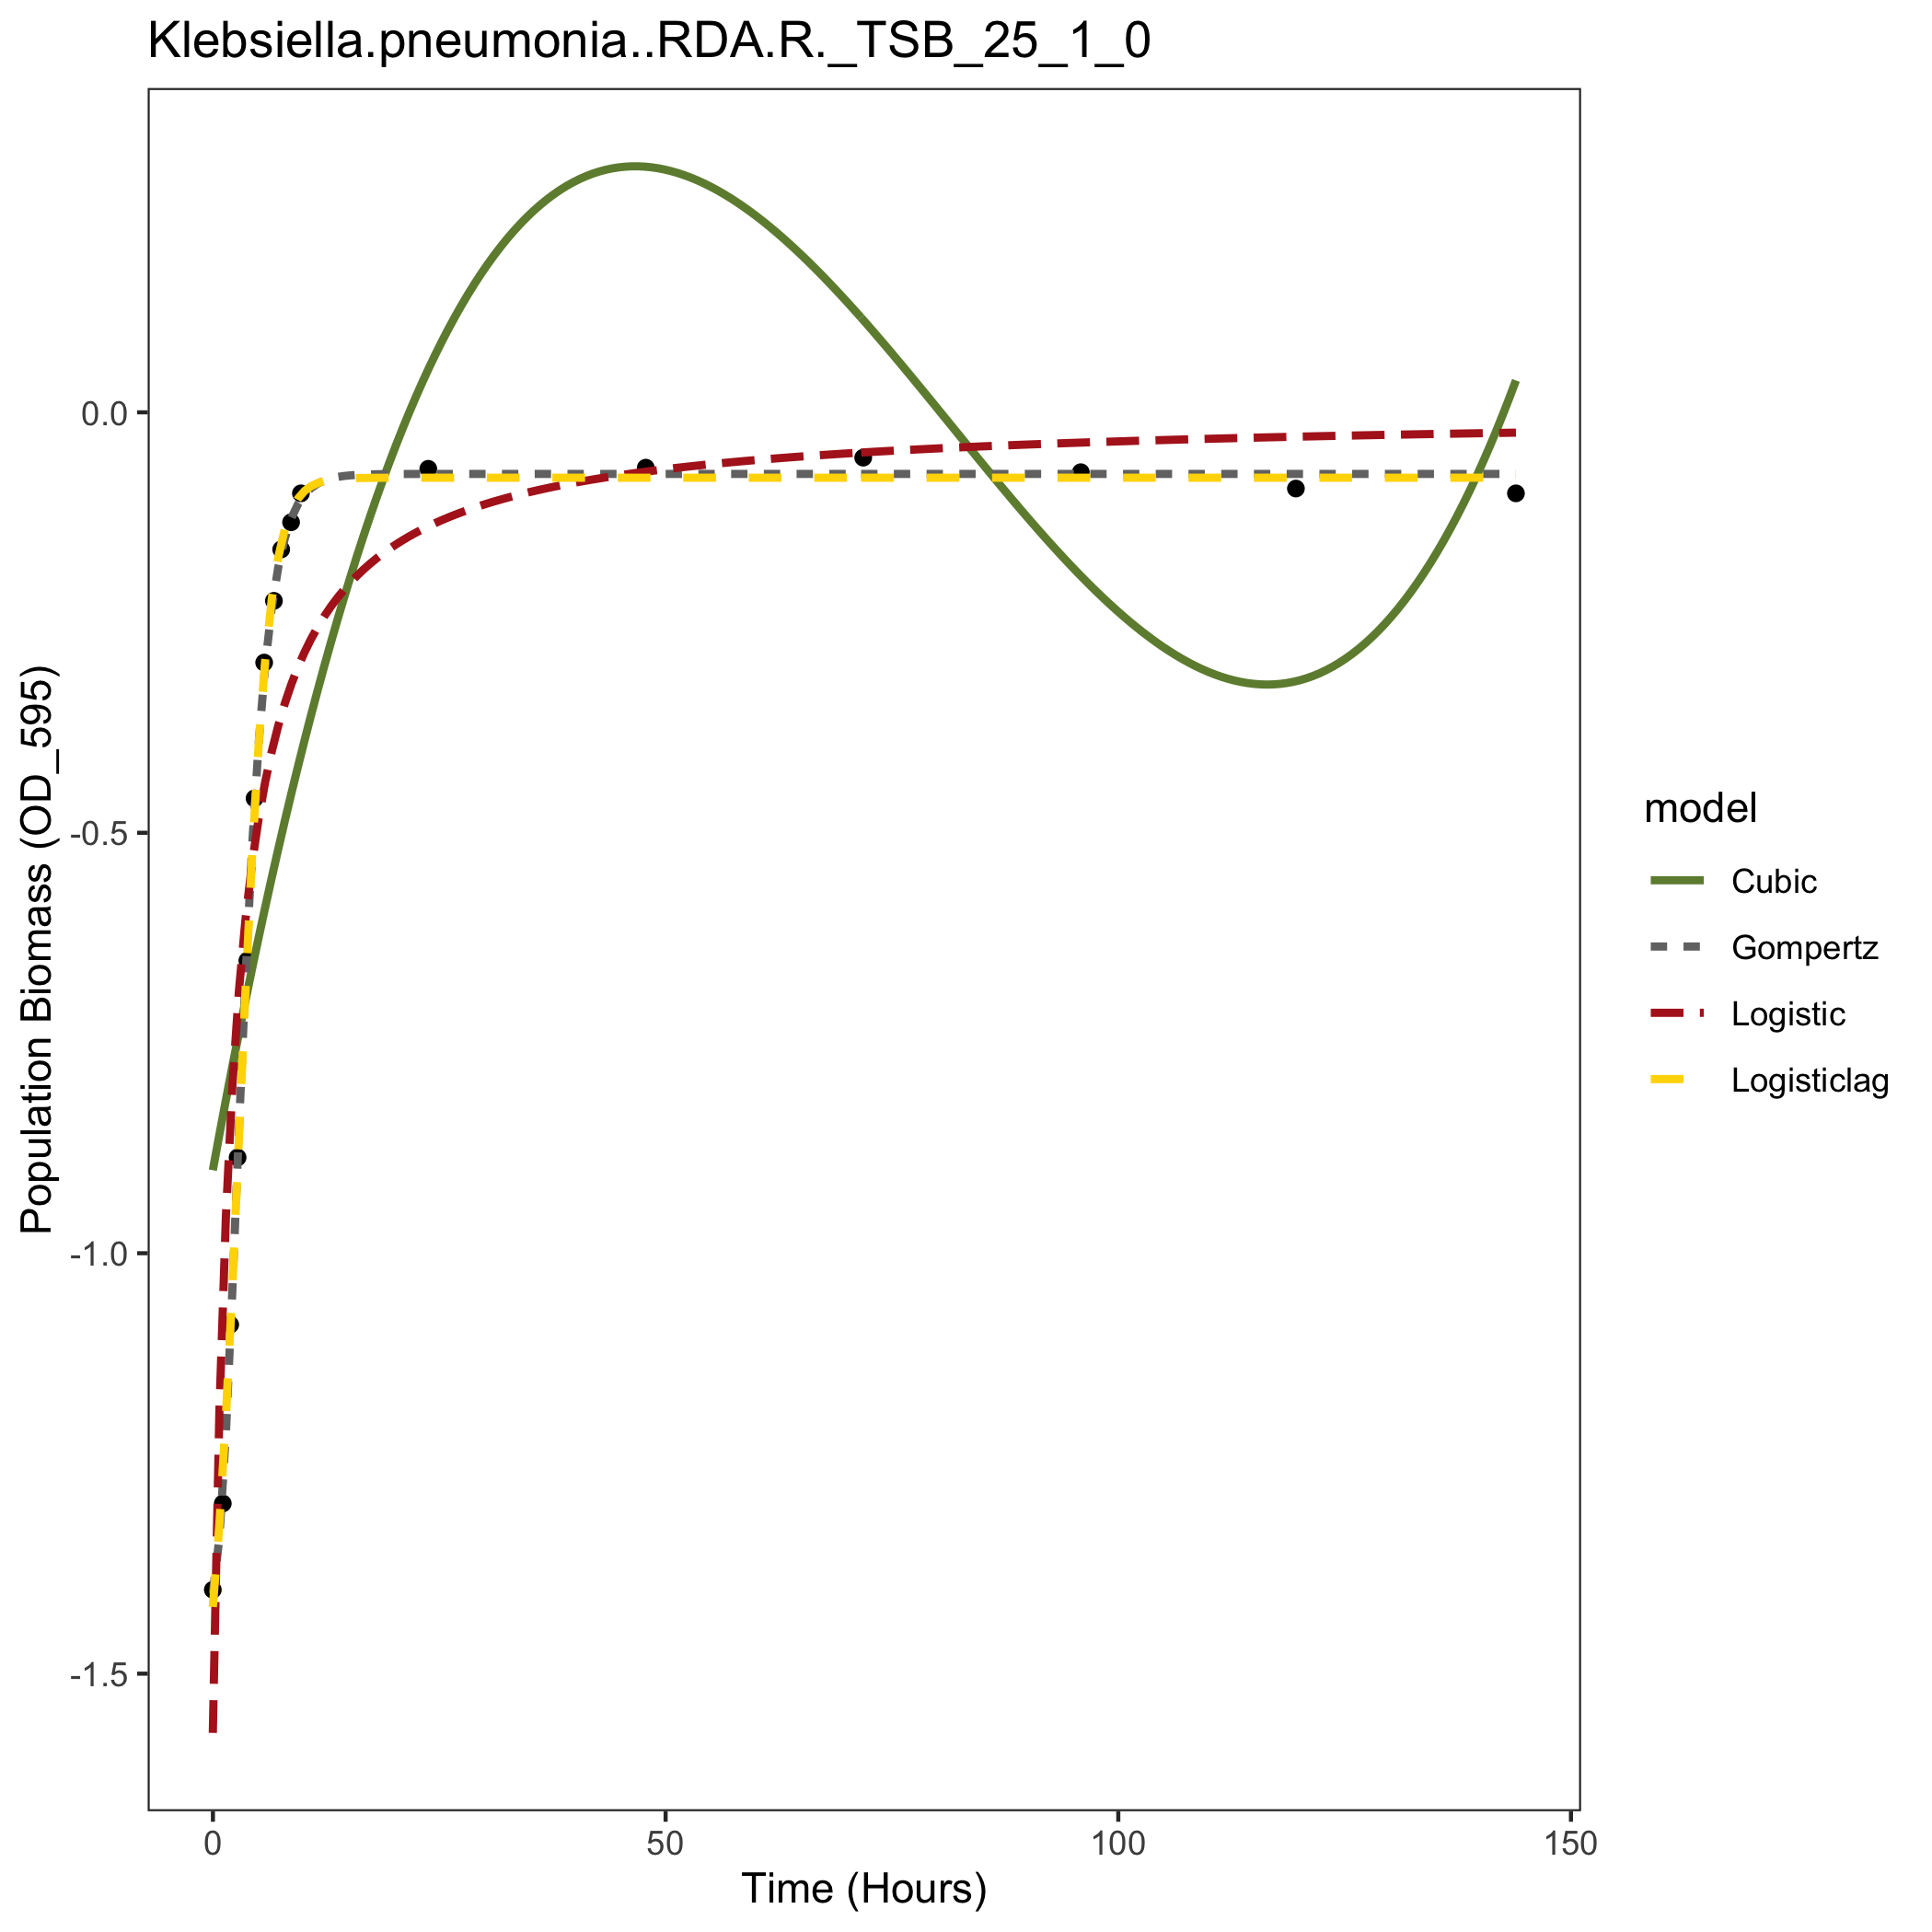 Klebsiella.pneumonia..RDA.R._TSB_25_1_0
Population Biomass (OD_595)
0.0
-0.5
-1.0
-1.5
0
50
100
150
Time (Hours)
model
Cubic
Gompertz
Logistic
Logisticlag